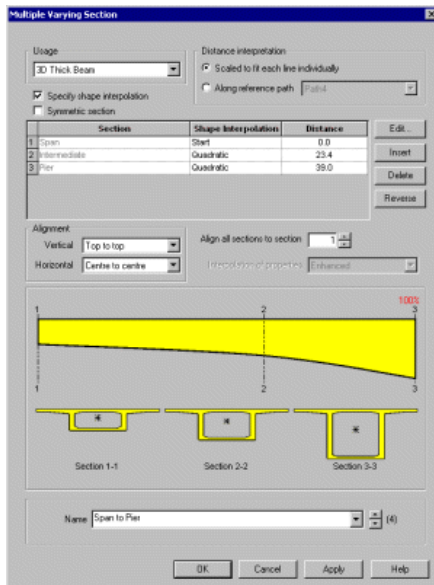 Multiple Varying Section
Usage
3D Thick Beam
Specify shape interpolation
Symmetric section
Distance interpretation
Scaled to fit each line individually
Along reference path
Path4
Section Shape Interpolation Distance
1 Span Start 0.0
2 Intermediate Quadratic 23.4
3 Pier Quadratic 39.0
Edit...
Insert
Delete
Reverse
Alignment
Vertical Top to top
Horizontal Centre to centre
Align all sections to section 1
Interpolation of properties Enhanced
100%
1 2 3
1 2 3
Section 1-1 Section 2-2 Section 3-3
Name Span to Pier (4)
OK Cancel Apply Help